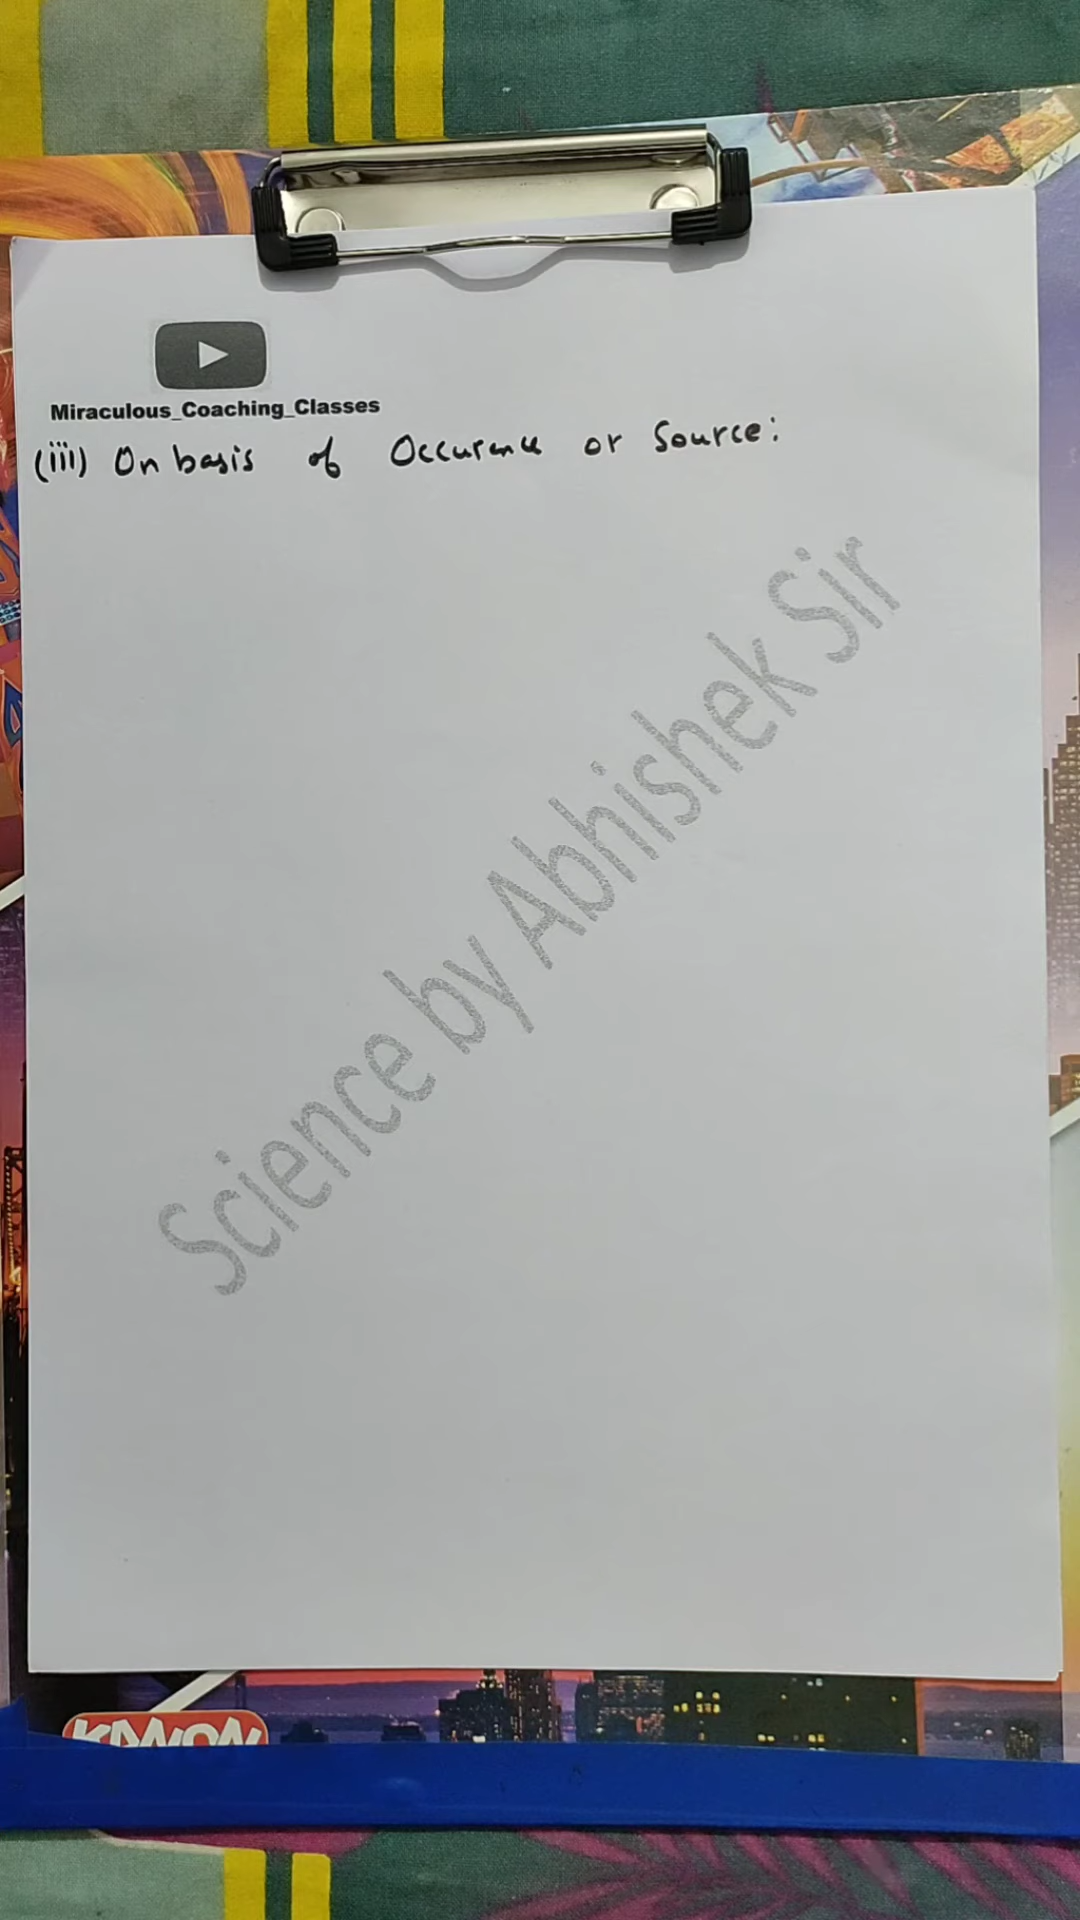 Miraculous_Coaching_Classes
(iii) On basis of Occurence or Source:
Science by Abhishek Sir